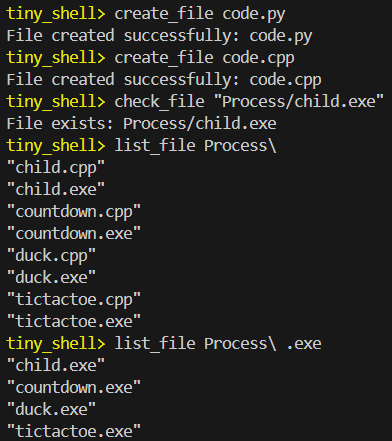 tiny_shell> create_file code.py
File created successfully: code.py
tiny_shell> create_file code.cpp
File created successfully: code.cpp
tiny_shell> check_file "Process/child.exe"
File exists: Process/child.exe
tiny_shell> list_file Process\
"child.cpp"
"child.exe"
"countdown.cpp"
"countdown.exe"
"duck.cpp"
"duck.exe"
"tictactoe.cpp"
"tictactoe.exe"
tiny_shell> list_file Process\ .exe
"child.exe"
"countdown.exe"
"duck.exe"
"tictactoe.exe"